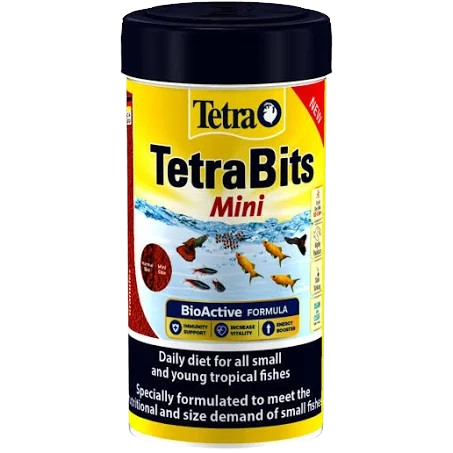 Tetra
NEW
TetraBits
Mini
Mini
BioActive FORMULA
IMMUNITY
SUPPORT
INCREASE
VITALITY
ENERGY
BOOSTER
Daily diet for all small
and young tropical fishes
Specially formulated to meet the
nutritional and size demand of small fishes